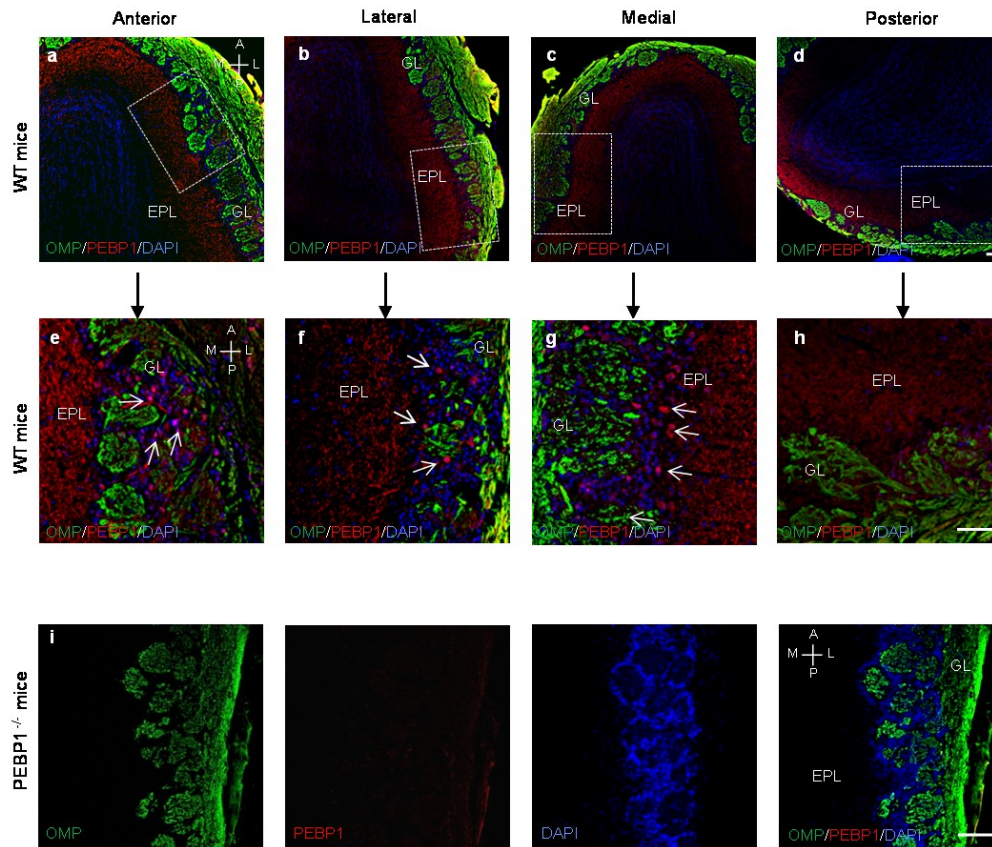 Anterior Lateral Medial Posterior
WT mice
a
A
M L
GL
EPL
OMP/PEBP1/DAPI
b
GL
EPL
OMP/PEBP1/DAPI
c
GL
EPL
OMP/PEBP1/DAPI
d
GL
EPL
OMP/PEBP1/DAPI
WT mice
e
A
M L
P
GL
EPL
OMP/PEBP1/DAPI
f
GL
EPL
OMP/PEBP1/DAPI
g
EPL
GL
OMP/PEBP1/DAPI
h
EPL
GL
OMP/PEBP1/DAPI
PEBP1 -/- mice
i
OMP
PEBP1
DAPI
A
M L
P
GL
EPL
OMP/PEBP1/DAPI